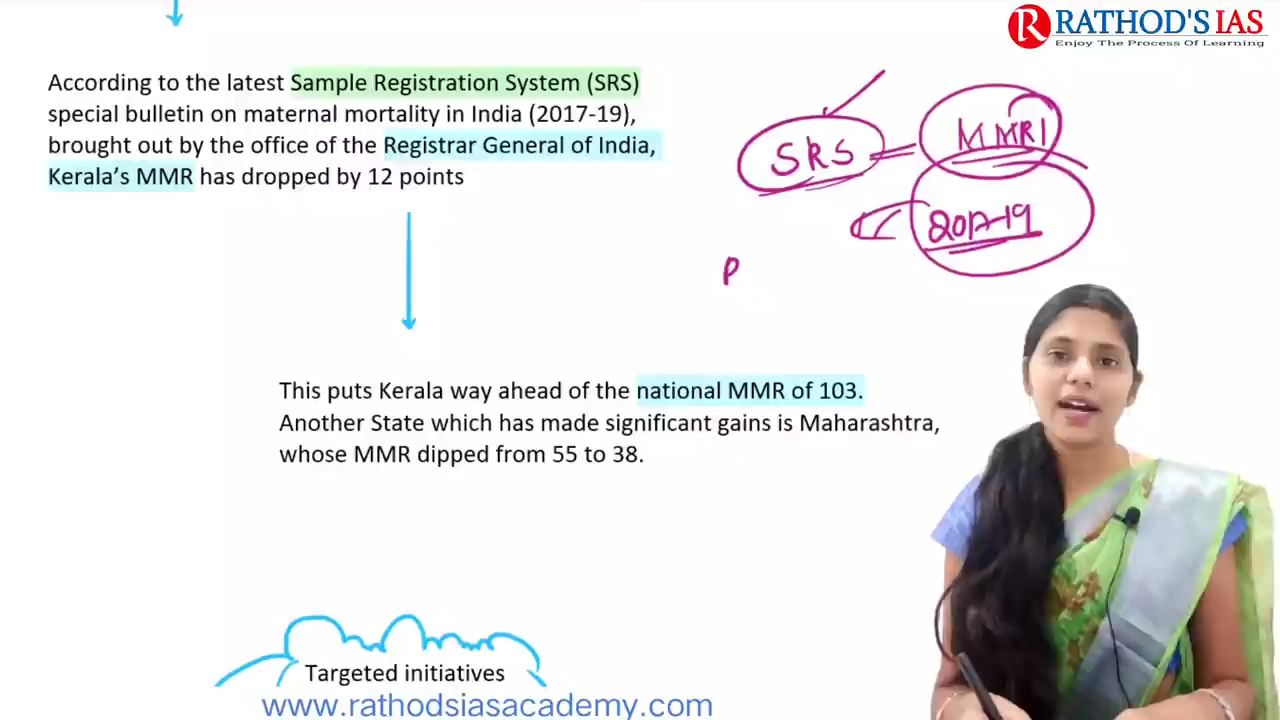 RATHOD'S IAS
Enjoy The Process Of Learning
According to the latest Sample Registration System (SRS)
special bulletin on maternal mortality in India (2017-19),
brought out by the office of the Registrar General of India,
Kerala's MMR has dropped by 12 points
SRS
MMR
2017-19
P
This puts Kerala way ahead of the national MMR of 103.
Another State which has made significant gains is Maharashtra,
whose MMR dipped from 55 to 38.
Targeted initiatives
www.rathodsiasacademy.com